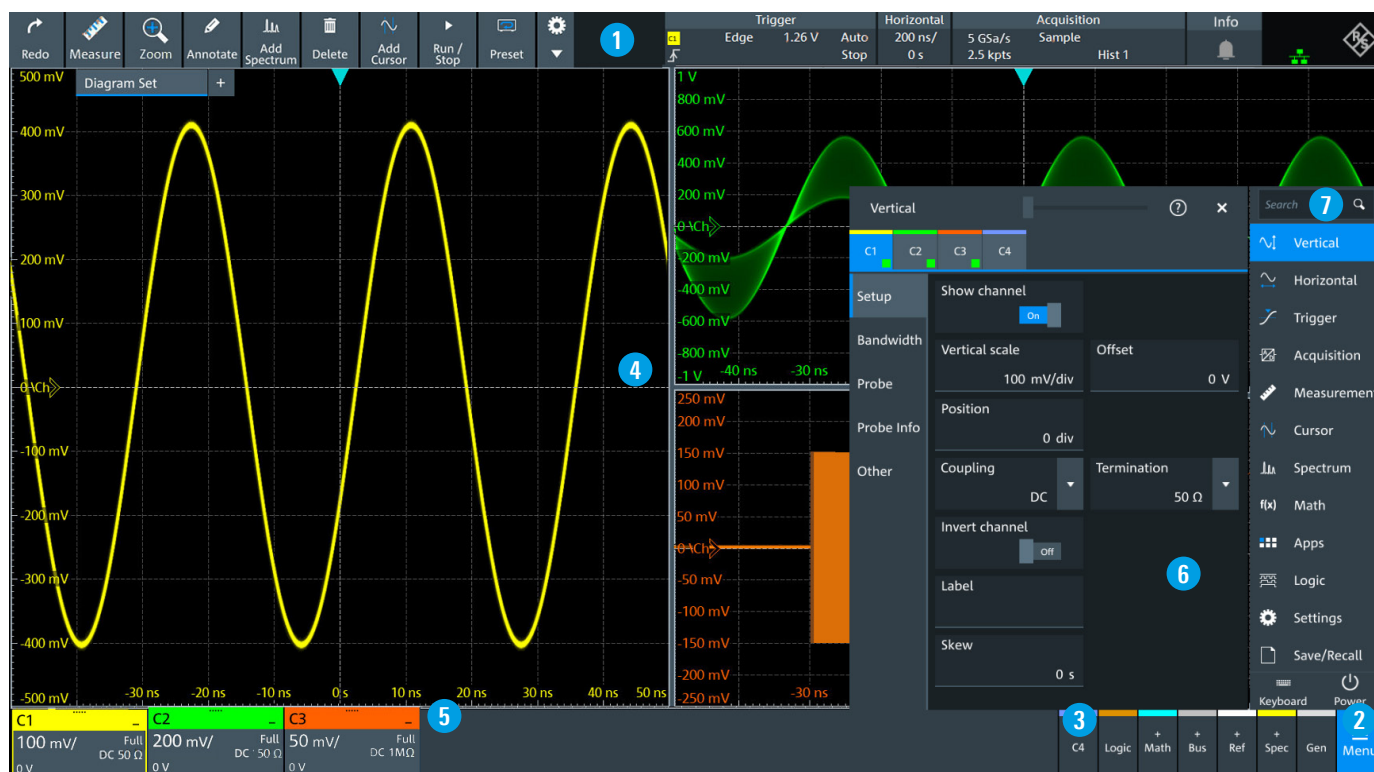 Redo
Measure
Zoom
Annotate
Add Spectrum
Delete
Add Cursor
Run / Stop
Preset
1
Trigger
C1 Edge 1.26 V Auto
Stop
Horizontal
200 ns/
0 s
Acquisition
5 GSa/s Sample
2.5 kpts Hist 1
Info
R&S
Diagram Set +
500 mV
400 mV
300 mV
200 mV
100 mV
0 \Ch
-100 mV
-200 mV
-300 mV
-400 mV
-500 mV
-30 ns -20 ns -10 ns 0 s 10 ns 20 ns 30 ns 40 ns 50 ns
4
1 V
800 mV
600 mV
400 mV
200 mV
0 \Ch
-200 mV
-400 mV
-600 mV
-800 mV
-1 V -40 ns -30 ns
250 mV
200 mV
150 mV
100 mV
50 mV
0 \Ch
-50 mV
-100 mV
-150 mV
-200 mV
-250 mV -30 ns
Vertical ?
C1 C2 C3 C4
Setup
Bandwidth
Probe
Probe Info
Other
Show channel
On
Vertical scale
100 mV/div
Offset
0 V
Position
0 div
Coupling
DC
Termination
50 Ω
Invert channel
Off
Label
Skew
0 s
6
Search 7
Vertical
Horizontal
Trigger
Acquisition
Measuremen
Cursor
Spectrum
f(x) Math
Apps
Logic
Settings
Save/Recall
Keyboard Power
C1
100 mV/ Full
DC 50 Ω
0 V
C2
200 mV/ Full
DC 50 Ω
0 V
C3
50 mV/ Full
DC 1MΩ
0 V
5
3
C4
Logic
+ Math
+ Bus
+ Ref
+ Spec
Gen
2
Menu